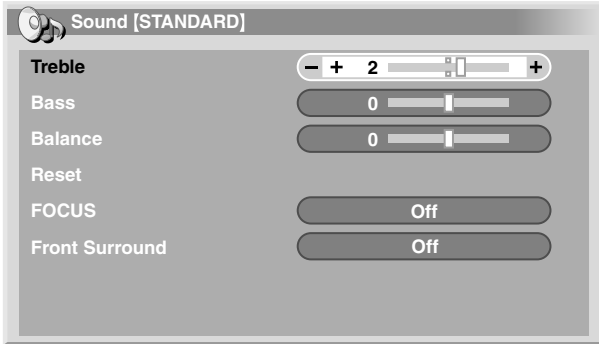 Sound [STANDARD]
Treble − + 2 +
Bass 0
Balance 0
Reset
FOCUS Off
Front Surround Off